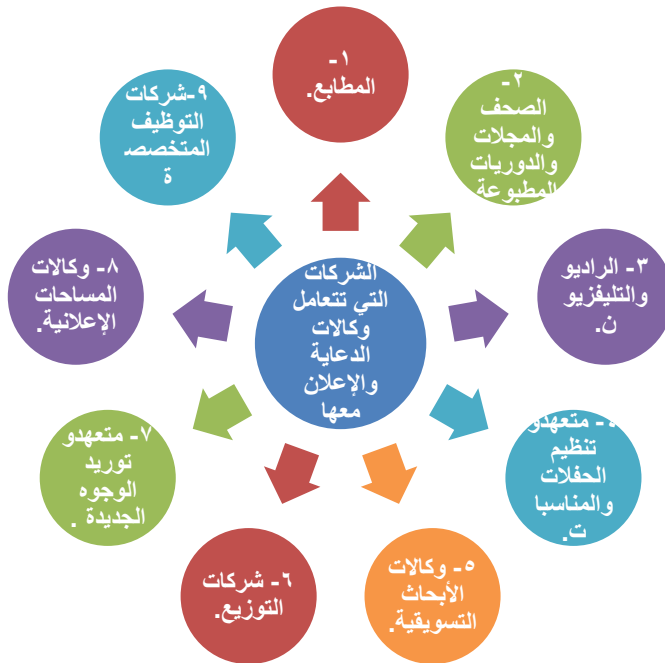 الشركات
التي تتعامل
وكالات
الدعاية
والإعلان
معها
١-
المطابع.
٢-
الصحف
والمجلات
والدوريات
المطبوعة
٣- الراديو
والتليفزيو
ن.
٤- متعهدو
تنظيم
الحفلات
والمناسبا
ت.
٥- وكالات
الأبحاث
التسويقية.
٦- شركات
التوزيع.
٧- متعهدو
توريد
الوجوه
الجديدة .
٨- وكالات
المساحات
الإعلانية.
٩-شركات
التوظيف
المتخصص
ة